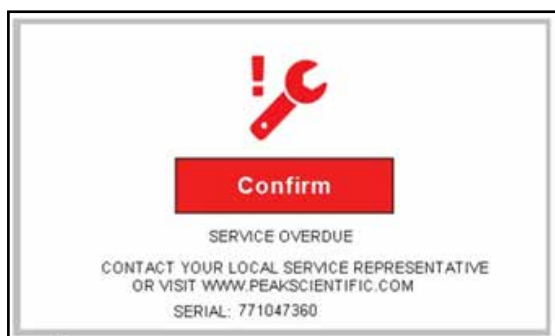 Confirm
SERVICE OVERDUE
CONTACT YOUR LOCAL SERVICE REPRESENTATIVE
OR VISIT WWW.PEAKSCIENTIFIC.COM
SERIAL: 771047360